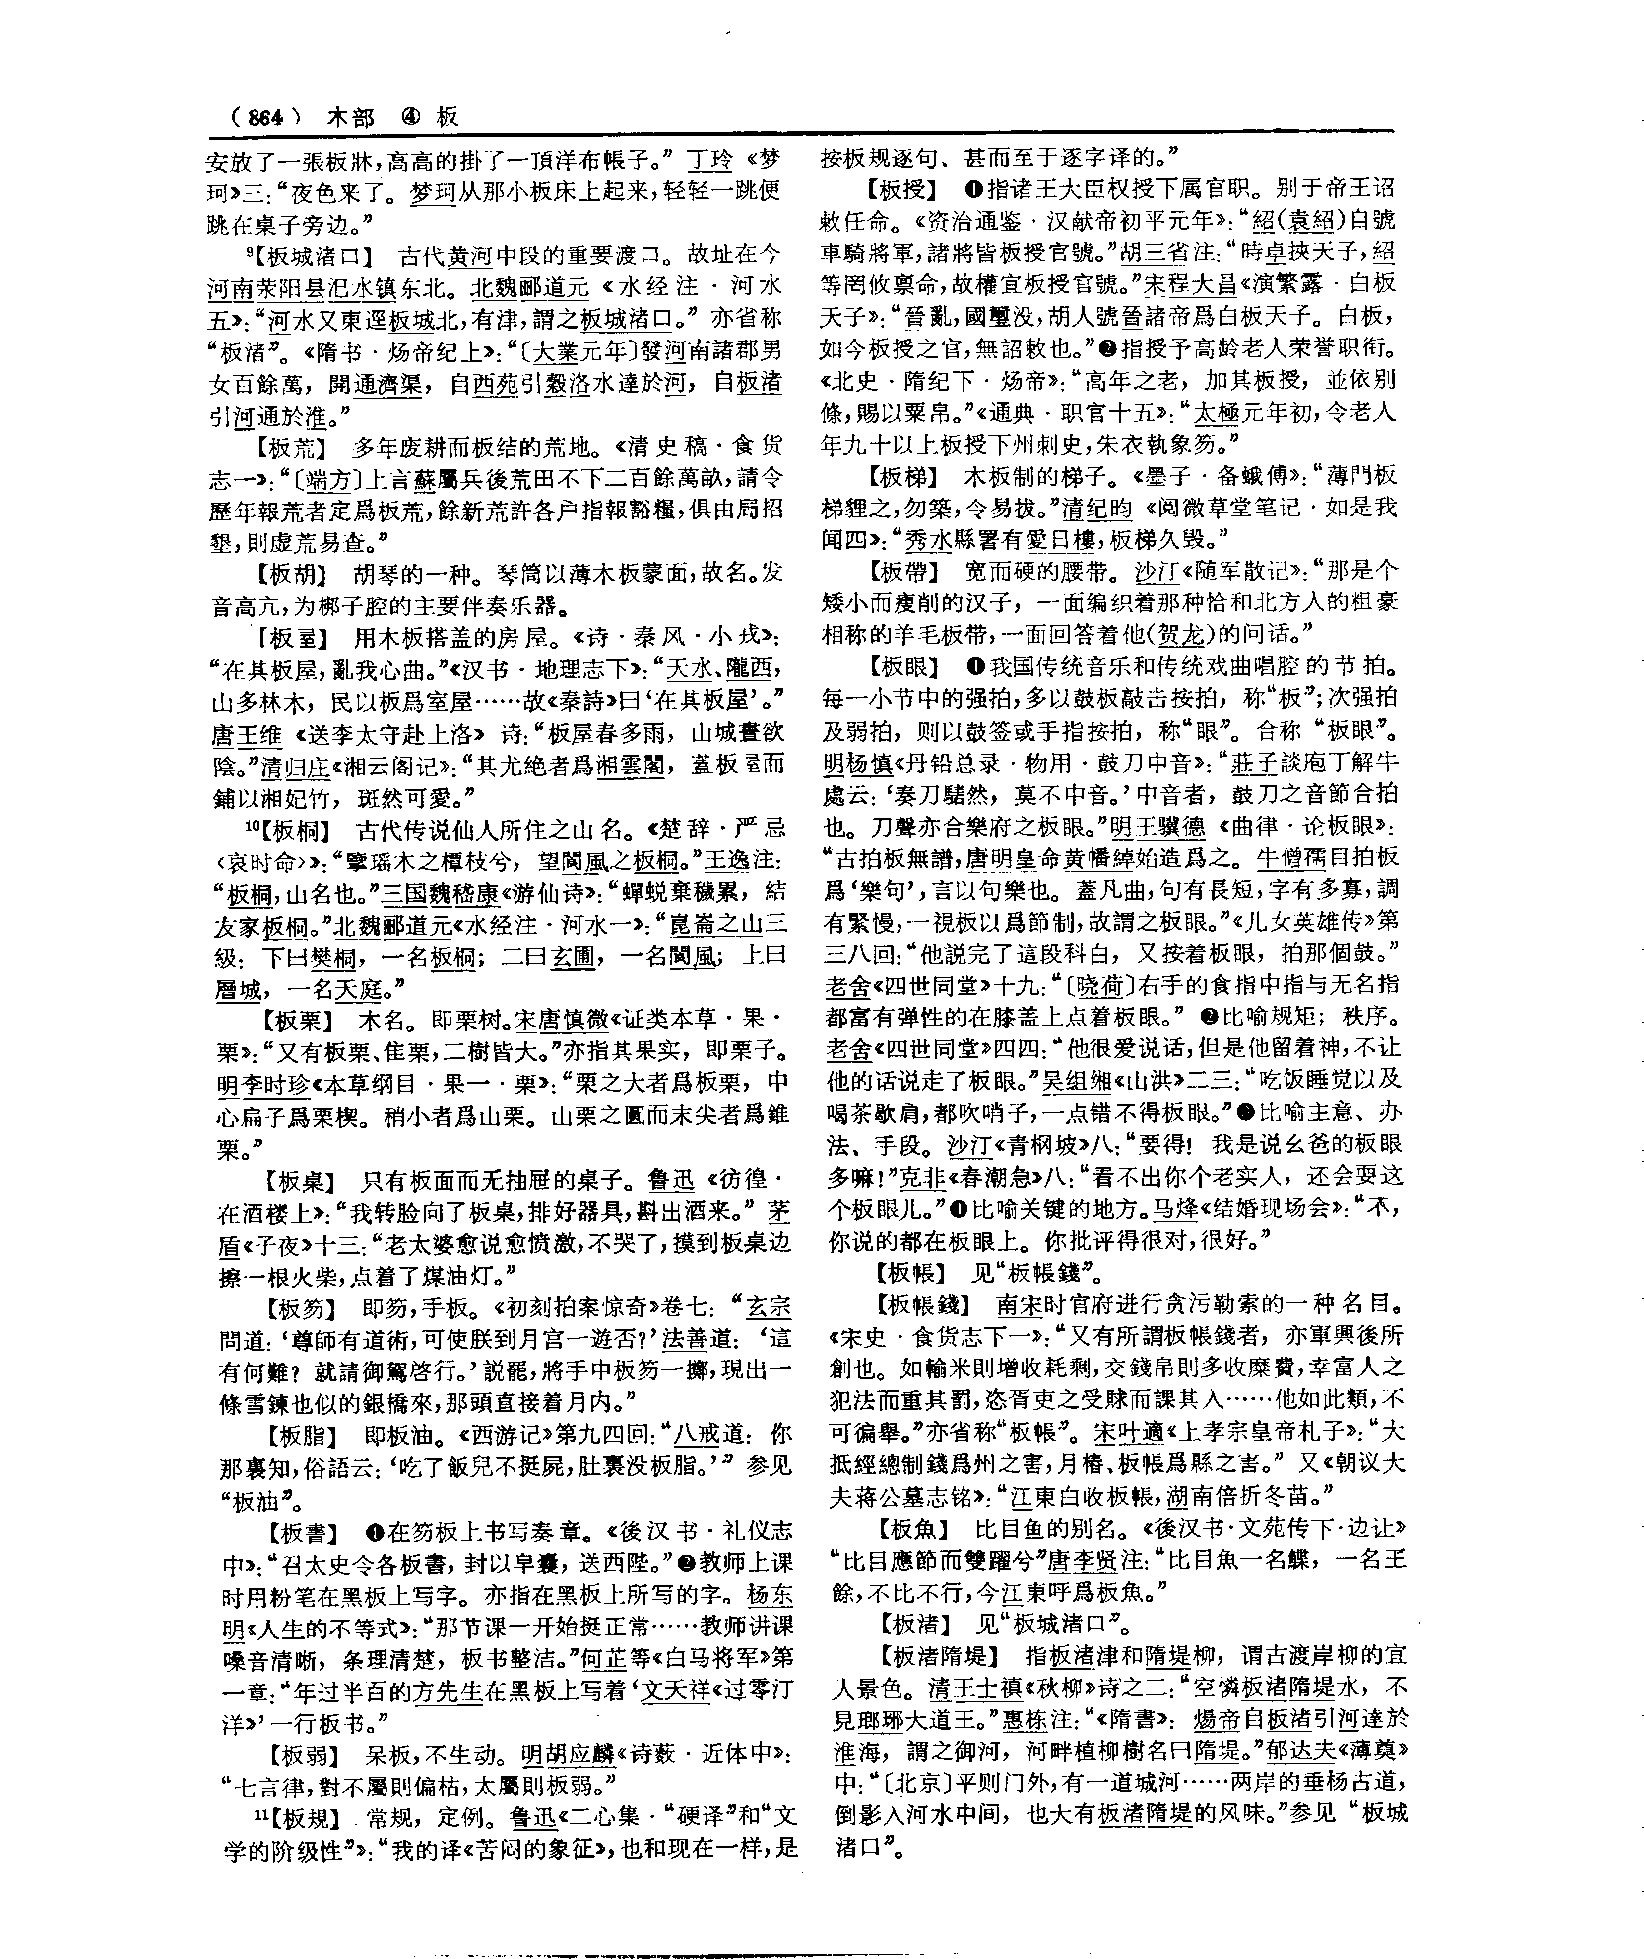 （864） 木部 ④ 板
安放了一張板牀，高高的掛了一頂洋布帳子。”丁玲《梦
珂》三：“夜色来了。梦珂从那小板床上起来，轻轻一跳便
跳在桌子旁边。”
9【板城渚口】 古代黄河中段的重要渡口。故址在今
河南荥阳县汜水镇东北。北魏郦道元《水经注·河水
五》：“河水又東逕板城北，有津，謂之板城渚口。”亦省称
“板渚”。《隋书·炀帝纪上》：“〔大業元年〕發河南諸郡男
女百餘萬，開通濟渠，自西苑引穀洛水達於河，自板渚
引河通於淮。”
【板荒】 多年废耕而板结的荒地。《清史稿·食货
志一》：“〔端方〕上言蘇屬兵後荒田不下二百餘萬畝，請令
歷年報荒者定爲板荒，餘新荒許各户指報豁糧，俱由局招
墾，則虚荒易查。”
【板胡】 胡琴的一种。琴筒以薄木板蒙面，故名。发
音高亢，为梆子腔的主要伴奏乐器。
【板屋】 用木板搭盖的房屋。《诗·秦风·小戎》：
“在其板屋，亂我心曲。”《汉书·地理志下》：“天水、隴西，
山多林木，民以板爲室屋……故《秦詩》曰‘在其板屋’。”
唐王维《送李太守赴上洛》诗：“板屋春多雨，山城晝欲
陰。”清归庄《湘云阁记》：“其尤绝者爲湘雲閣，蓋板屋而
鋪以湘妃竹，斑然可愛。”
10【板桐】 古代传说仙人所住之山名。《楚辞·严忌
〈哀时命〉》：“擥瑶木之橝枝兮，望閬風之板桐。”王逸注：
“板桐，山名也。”三国魏嵇康《游仙诗》：“蟬蜕棄穢累，結
友家板桐。”北魏郦道元《水经注·河水一》：“崑崙之山三
級：下曰樊桐，一名板桐；二曰玄圃，一名閬風；上曰
層城，一名天庭。”
【板栗】 木名。即栗树。宋唐慎微《证类本草·果·
栗》：“又有板栗、隹栗，二樹皆大。”亦指其果实，即栗子。
明李时珍《本草纲目·果一·栗》：“栗之大者爲板栗，中
心扁子爲栗楔。稍小者爲山栗。山栗之圓而末尖者爲錐
栗。”
【板桌】 只有板面而无抽屉的桌子。鲁迅《彷徨·
在酒楼上》：“我转脸向了板桌，排好器具，斟出酒来。”茅
盾《子夜》十三：“老太婆愈说愈愤激，不哭了，摸到板桌边
擦一根火柴，点着了煤油灯。”
【板笏】 即笏，手板。《初刻拍案惊奇》卷七：“玄宗
問道：‘尊師有道術，可使朕到月宫一遊否？’法善道：‘這
有何難？就請御駕啓行。’説罷，將手中板笏一擲，現出一
條雪鍊也似的銀橋來，那頭直接着月内。”
【板脂】 即板油。《西游记》第九四回：“八戒道：你
那裏知，俗語云：‘吃了飯兒不挺屍，肚裏没板脂。’”参见
“板油”。
【板書】 ❶在笏板上书写奏章。《後汉书·礼仪志
中》：“召太史令各板書，封以皁囊，送西陛。”❷教师上课
时用粉笔在黑板上写字。亦指在黑板上所写的字。杨东
明《人生的不等式》：“那节课一开始挺正常……教师讲课
嗓音清晰，条理清楚，板书整洁。”何芷等《白马将军》第
一章：“年过半百的方先生在黑板上写着‘文天祥《过零汀
洋》’一行板书。”
【板弱】 呆板，不生动。明胡应麟《诗薮·近体中》：
“七言律，對不屬則偏枯，太屬則板弱。”
11【板規】 常规，定例。鲁迅《二心集·“硬译”和“文
学的阶级性”》：“我的译《苦闷的象征》，也和现在一样，是
按板规逐句、甚而至于逐字译的。”
【板授】 ❶指诸王大臣权授下属官职。别于帝王诏
敕任命。《资治通鉴·汉献帝初平元年》：“紹（袁紹）自號
車騎將軍，諸將皆板授官號。”胡三省注：“時卓挾天子，紹
等罔攸禀命，故權宜板授官號。”宋程大昌《演繁露·白板
天子》：“晉亂，國璽没，胡人號晉諸帝爲白板天子。白板，
如今板授之官，無詔敕也。”❷指授予高龄老人荣誉职衔。
《北史·隋纪下·炀帝》：“高年之老，加其板授，並依别
條，賜以粟帛。”《通典·职官十五》：“太極元年初，令老人
年九十以上板授下州刺史，朱衣執象笏。”
【板梯】 木板制的梯子。《墨子·备蛾傅》：“薄門板
梯貍之，勿築，令易拔。”清纪昀《阅微草堂笔记·如是我
闻四》：“秀水縣署有愛日樓，板梯久毁。”
【板帶】 宽而硬的腰带。沙汀《随军散记》：“那是个
矮小而瘦削的汉子，一面编织着那种恰和北方人的粗豪
相称的羊毛板带，一面回答着他（贺龙）的问话。”
【板眼】 ❶我国传统音乐和传统戏曲唱腔的节拍。
每一小节中的强拍，多以鼓板敲击按拍，称“板”；次强拍
及弱拍，则以鼓签或手指按拍，称“眼”。合称“板眼”。
明杨慎《丹铅总录·物用·鼓刀中音》：“莊子談庖丁解牛
處云：‘奏刀騞然，莫不中音。’中音者，鼓刀之音節合拍
也。刀聲亦合樂府之板眼。”明王骥德《曲律·论板眼》：
“古拍板無譜，唐明皇命黄幡綽始造爲之。牛僧孺目拍板
爲‘樂句’，言以句樂也。蓋凡曲，句有長短，字有多寡，調
有緊慢，一視板以爲節制，故謂之板眼。”《儿女英雄传》第
三八回：“他説完了這段科白，又按着板眼，拍那個鼓。”
老舍《四世同堂》十九：“〔晓荷〕右手的食指中指与无名指
都富有弹性的在膝盖上点着板眼。”❷比喻规矩；秩序。
老舍《四世同堂》四四：“他很爱说话，但是他留着神，不让
他的话说走了板眼。”吴组缃《山洪》二三：“吃饭睡觉以及
喝茶歇肩，都吹哨子，一点错不得板眼。”❸比喻主意、办
法、手段。沙汀《青㭎坡》八：“要得！我是说幺爸的板眼
多嘛！”克非《春潮急》八：“看不出你个老实人，还会耍这
个板眼儿。”❹比喻关键的地方。马烽《结婚现场会》：“不，
你说的都在板眼上。你批评得很对，很好。”
【板帳】 见“板帳錢”。
【板帳錢】 南宋时官府进行贪污勒索的一种名目。
《宋史·食货志下一》：“又有所謂板帳錢者，亦軍興後所
創也。如輸米則增收耗剩，交錢帛則多收糜費，幸富人之
犯法而重其罰，恣胥吏之受賕而課其入……他如此類，不
可徧舉。”亦省称“板帳”。宋叶適《上孝宗皇帝札子》：“大
抵經總制錢爲州之害，月樁、板帳爲縣之害。”又《朝议大
夫蒋公墓志铭》：“江東白收板帳，湖南倍折冬苗。”
【板魚】 比目鱼的别名。《後汉书·文苑传下·边让》
“比目應節而雙躍兮”唐李贤注：“比目魚一名鰈，一名王
餘，不比不行，今江東呼爲板魚。”
【板渚】 见“板城渚口”。
【板渚隋堤】 指板渚津和隋堤柳，谓古渡岸柳的宜
人景色。清王士禛《秋柳》诗之二：“空憐板渚隋堤水，不
見瑯琊大道王。”惠栋注：“《隋書》：煬帝自板渚引河達於
淮海，謂之御河，河畔植柳樹名曰隋堤。”郁达夫《薄奠》
中：“〔北京〕平则门外，有一道城河……两岸的垂杨古道，
倒影入河水中间，也大有板渚隋堤的风味。”参见“板城
渚口”。